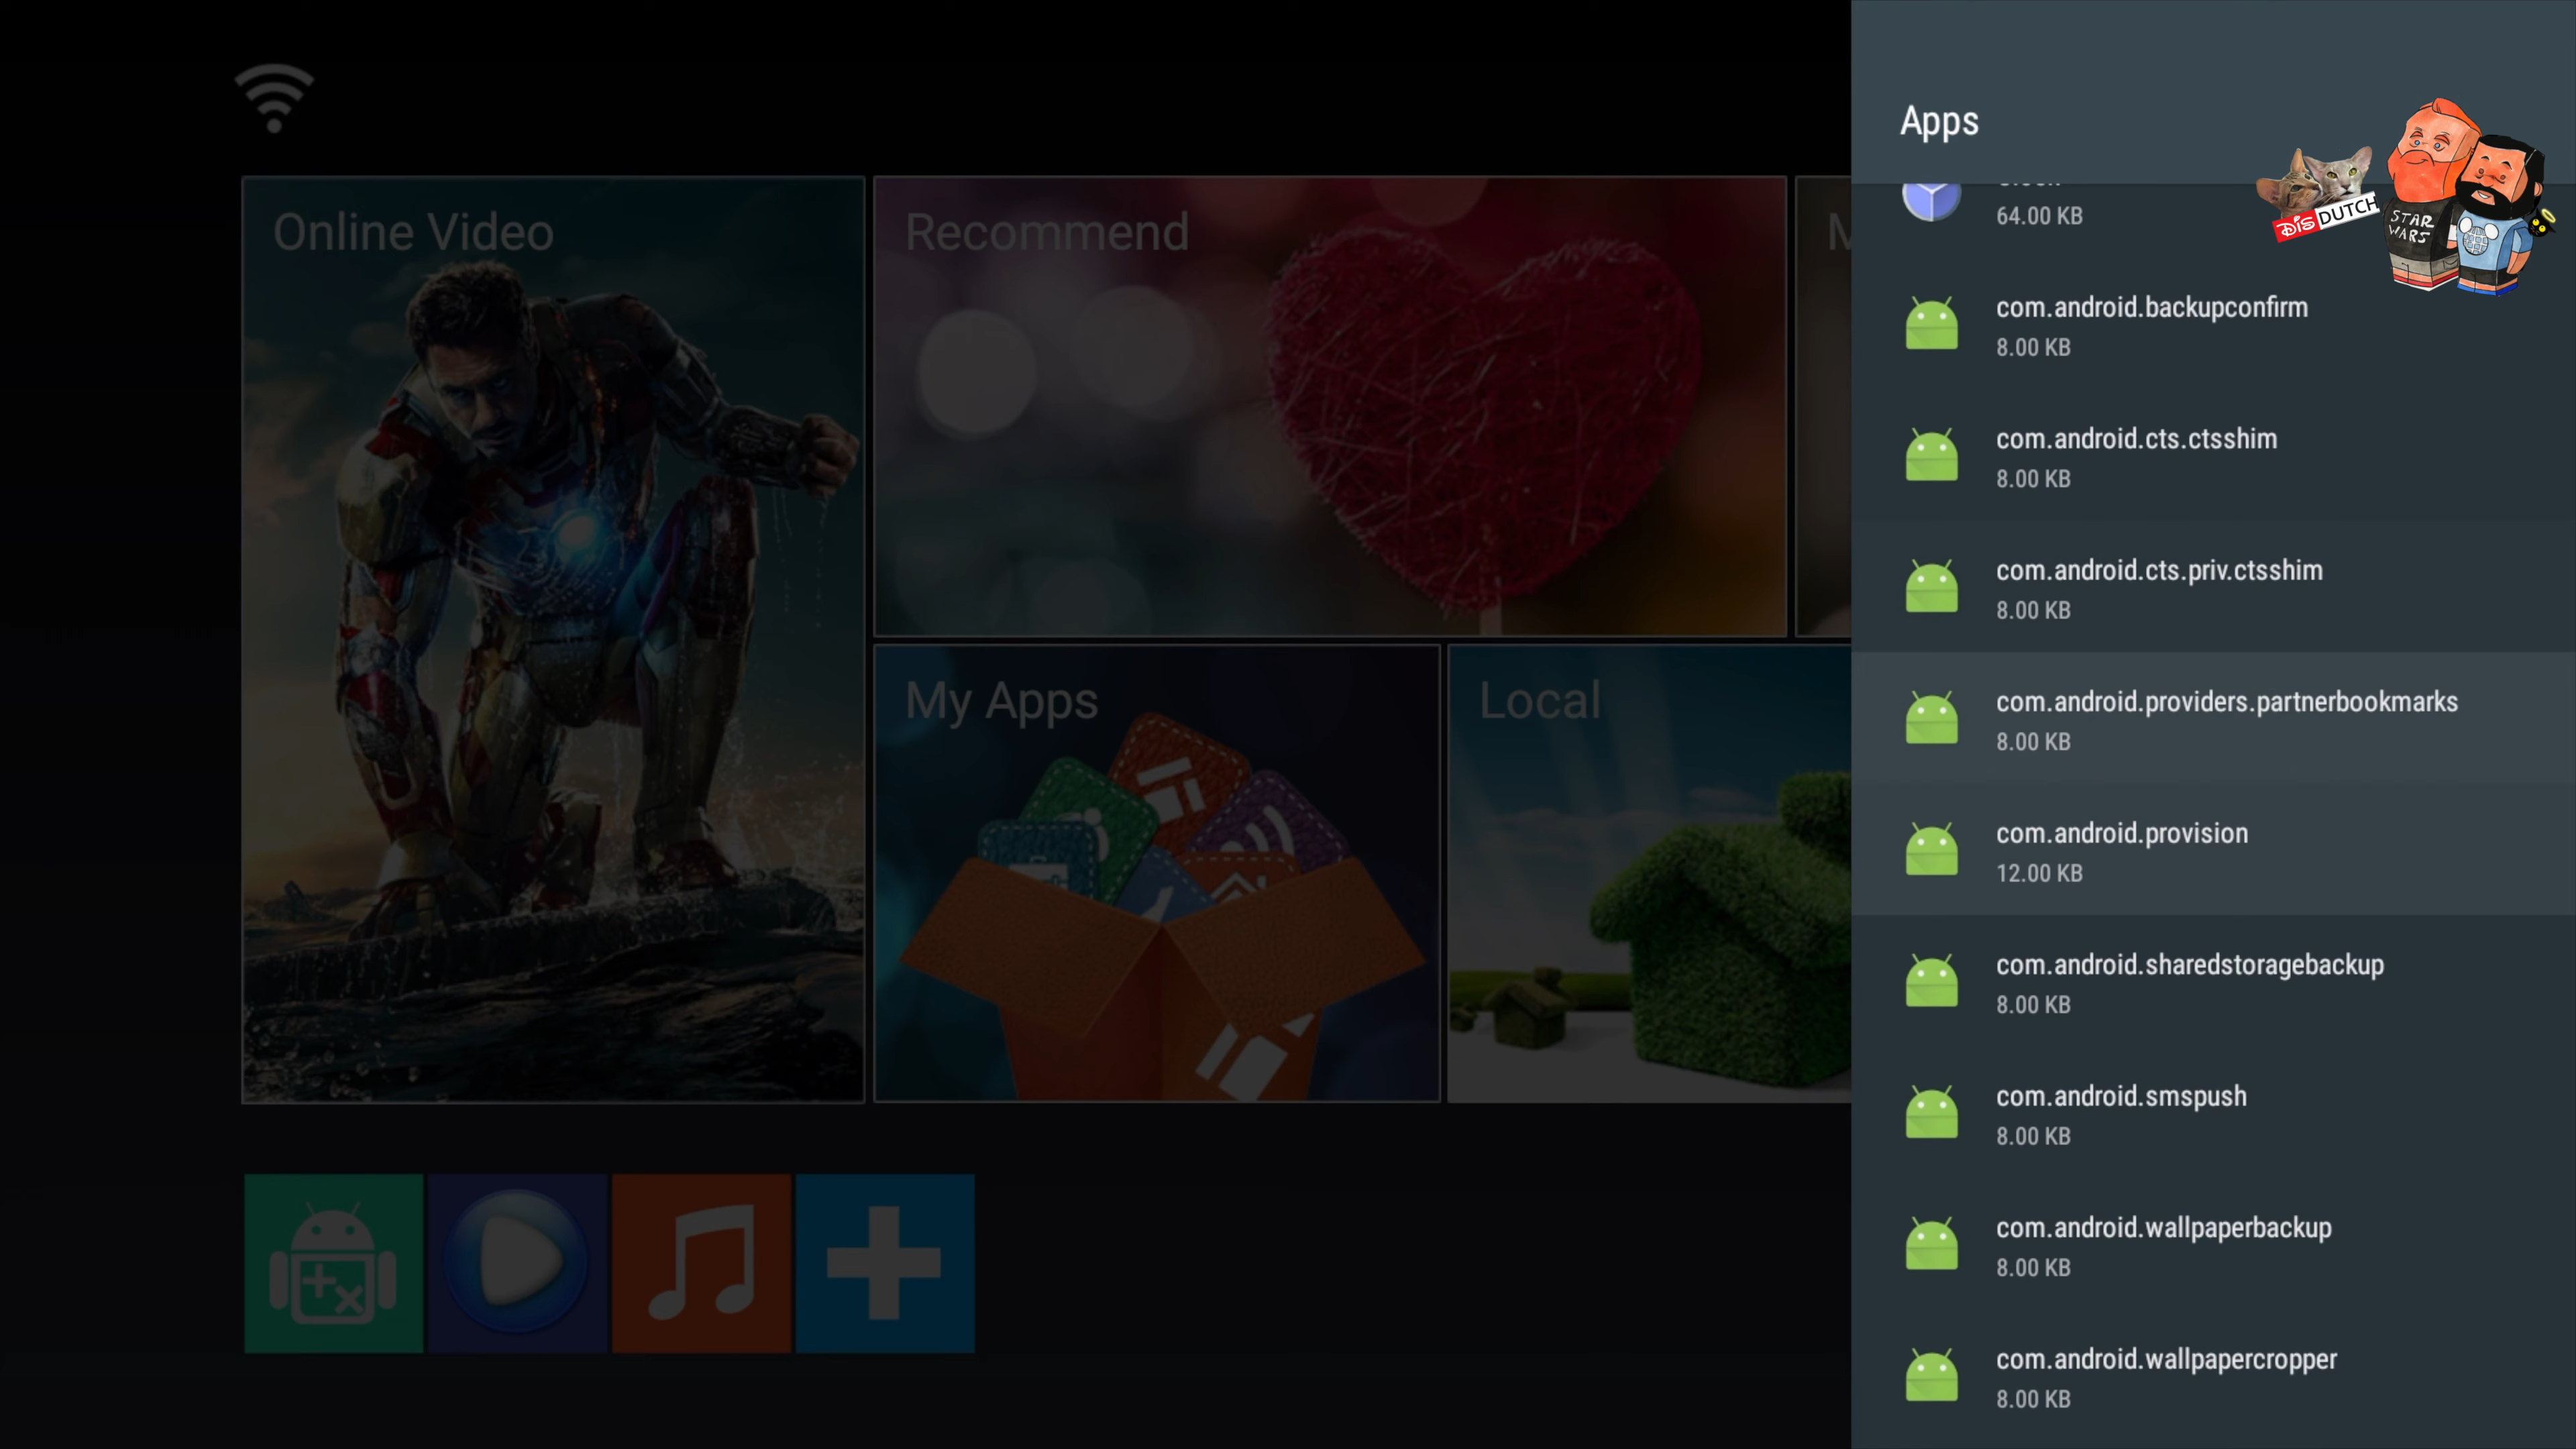 Online Video
Recommend
My Apps
Local
Apps
64.00 KB
com.android.backupconfirm
8.00 KB
com.android.cts.ctsshim
8.00 KB
com.android.cts.priv.ctsshim
8.00 KB
com.android.providers.partnerbookmarks
8.00 KB
com.android.provision
12.00 KB
com.android.sharedstoragebackup
8.00 KB
com.android.smspush
8.00 KB
com.android.wallpaperbackup
8.00 KB
com.android.wallpapercropper
8.00 KB
DiS DUTCH
STAR
WARS